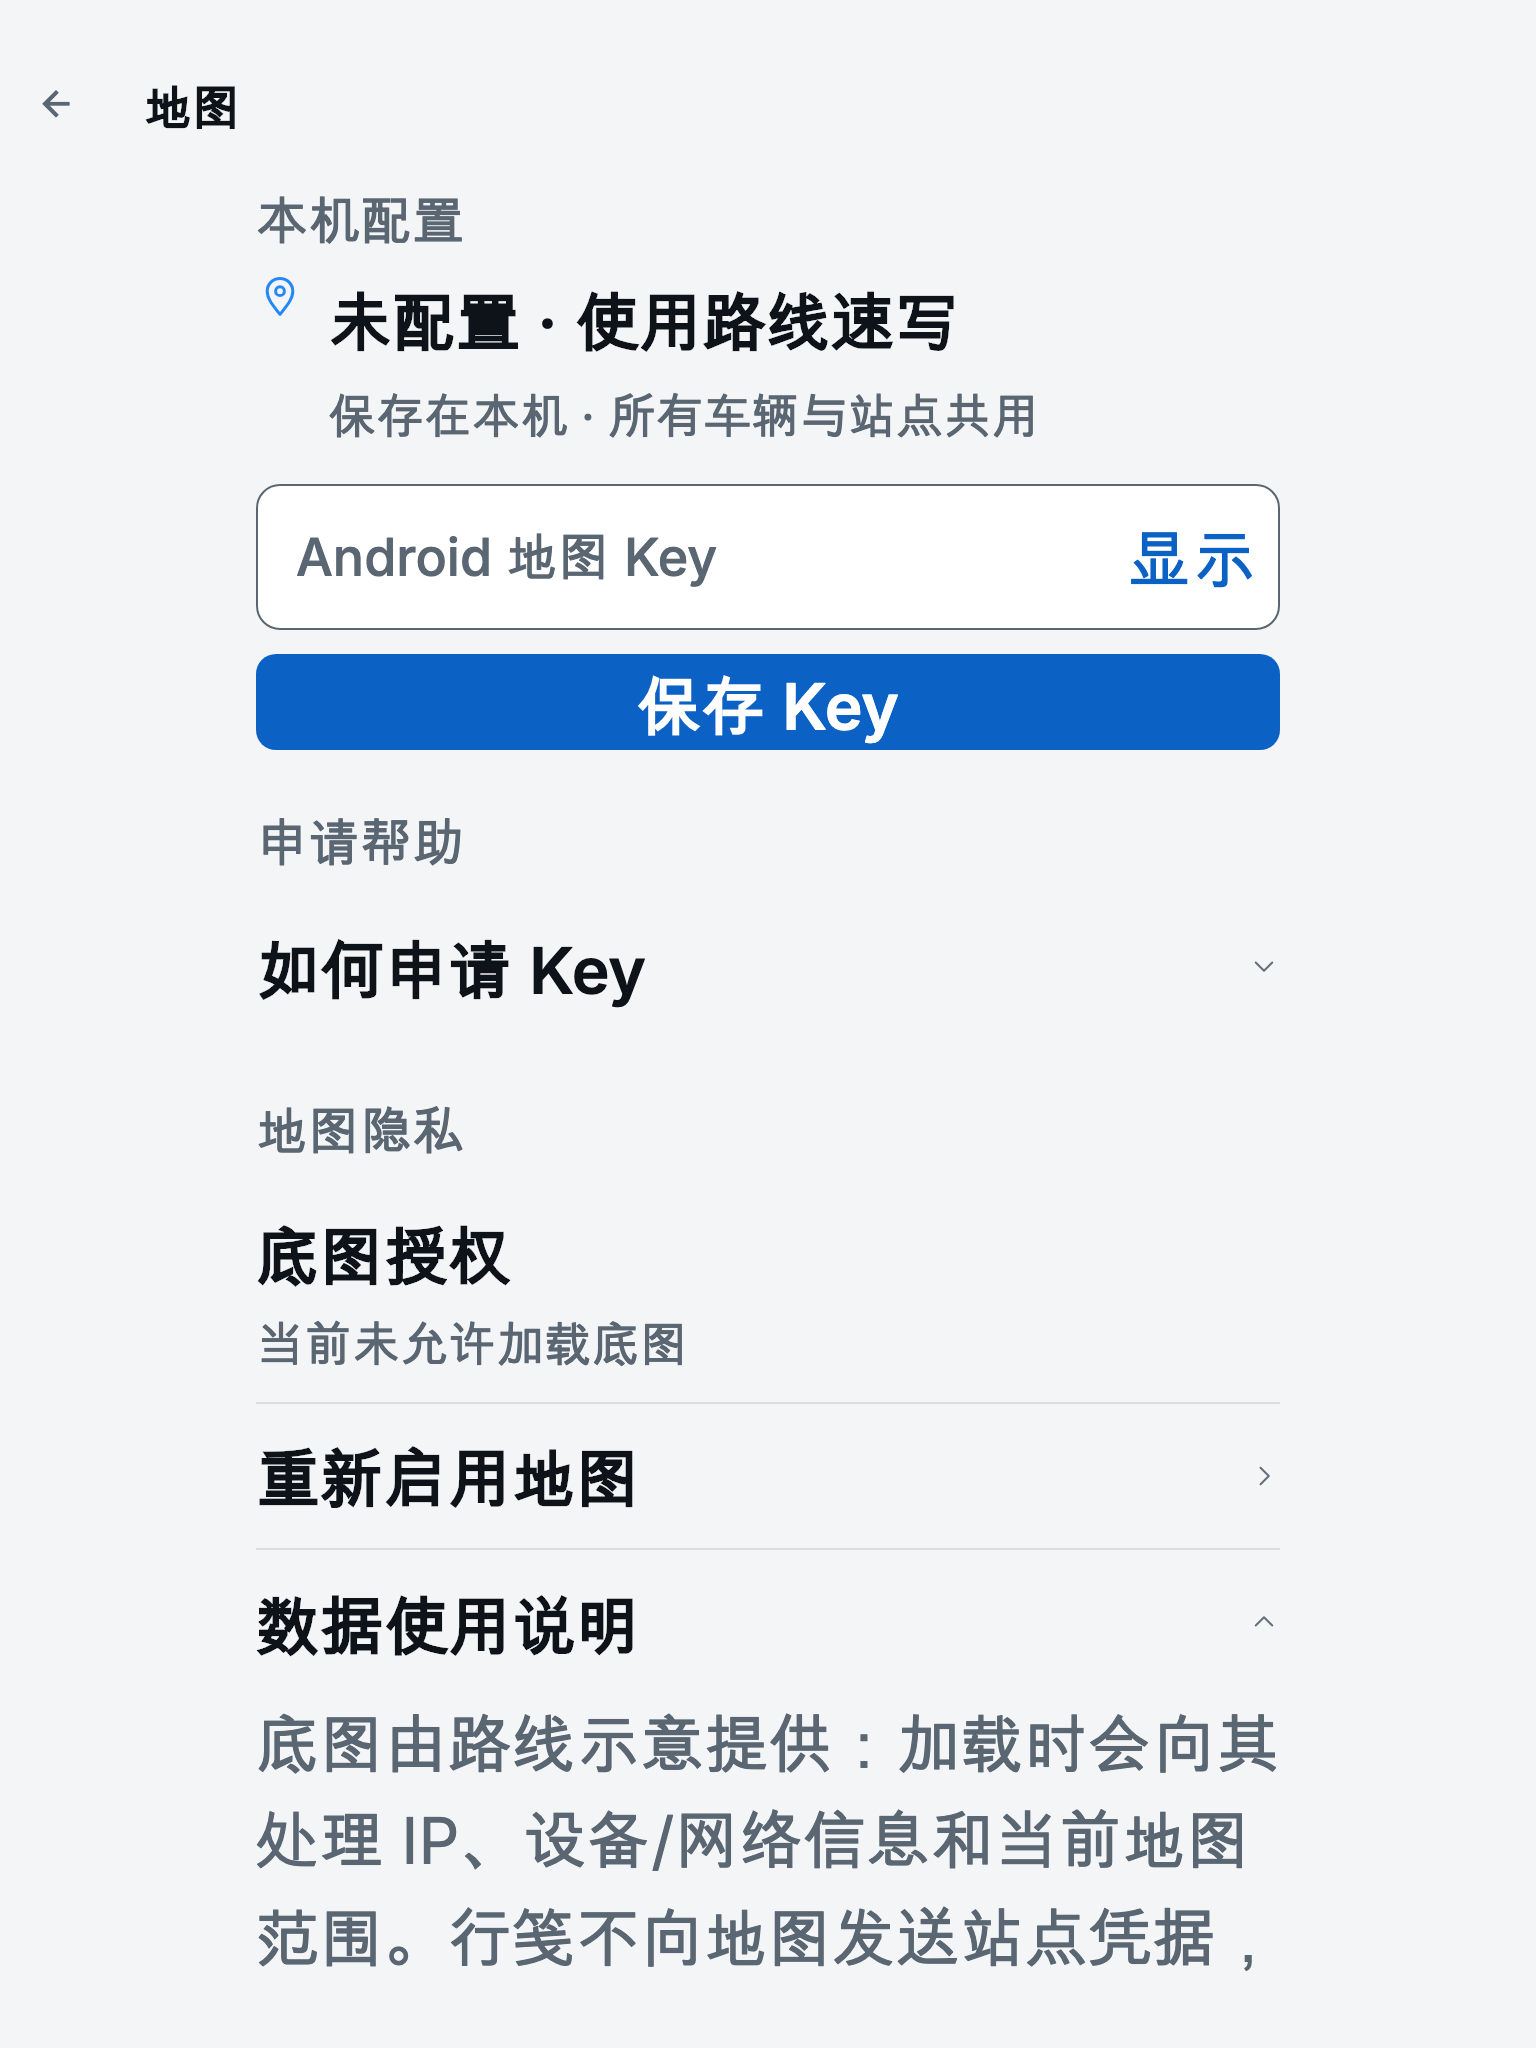 地图
本机配置
未配置 · 使用路线速写
保存在本机 · 所有车辆与站点共用
Android 地图 Key
显示
保存 Key
申请帮助
如何申请 Key
地图隐私
底图授权
当前未允许加载底图
重新启用地图
数据使用说明
底图由路线示意提供：加载时会向其
处理 IP、设备/网络信息和当前地图
范围。行笺不向地图发送站点凭据，